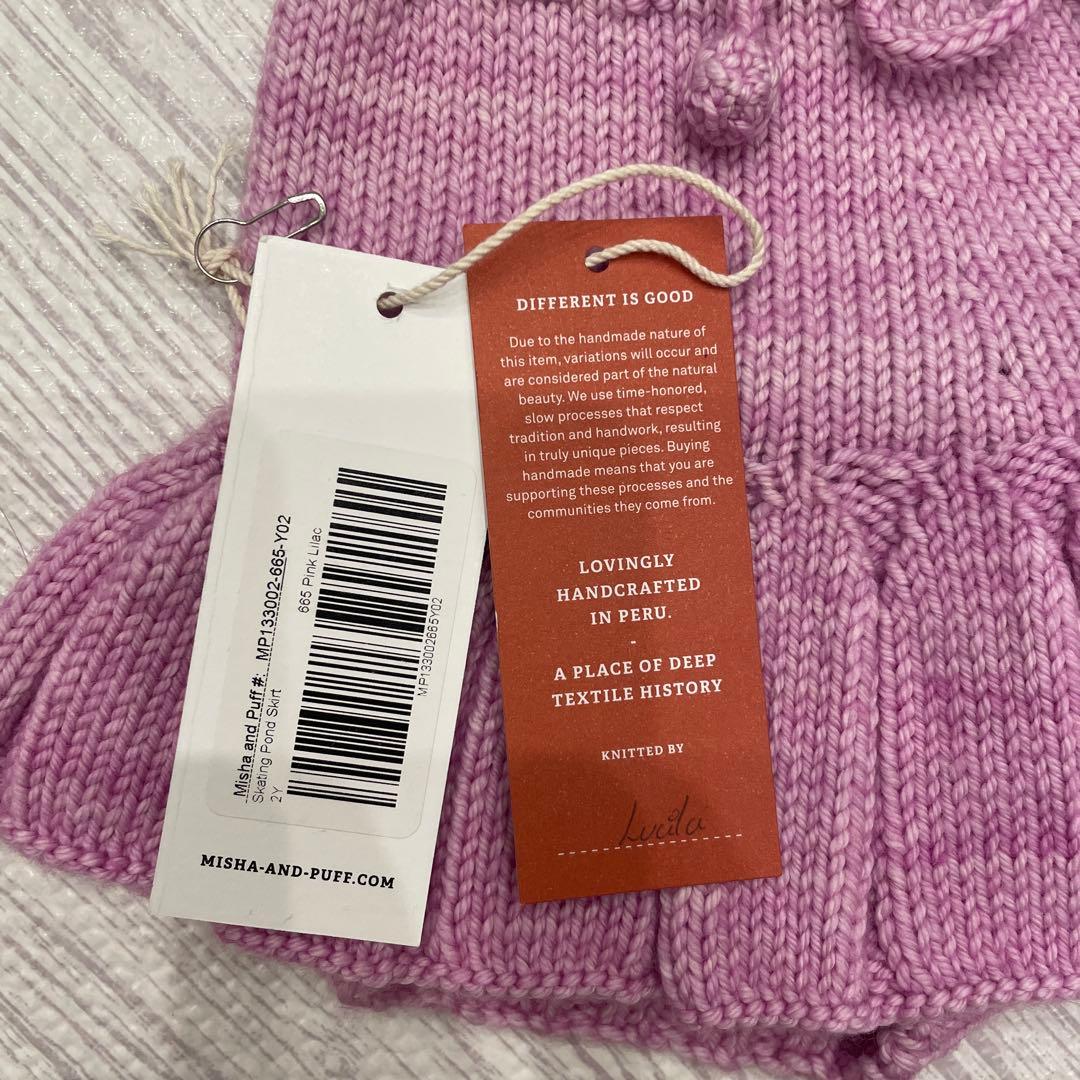 Misha and Puff #: MP133002-665-Y02
Skating Pond Skirt 665 Pink Lilac
2Y
MP133002665Y02
MISHA-AND-PUFF.COM
DIFFERENT IS GOOD
Due to the handmade nature of
this item, variations will occur and
are considered part of the natural
beauty. We use time-honored,
slow processes that respect
tradition and handwork, resulting
in truly unique pieces. Buying
handmade means that you are
supporting these processes and the
communities they come from.
LOVINGLY
HANDCRAFTED
IN PERU.
-
A PLACE OF DEEP
TEXTILE HISTORY
KNITTED BY
Lucila